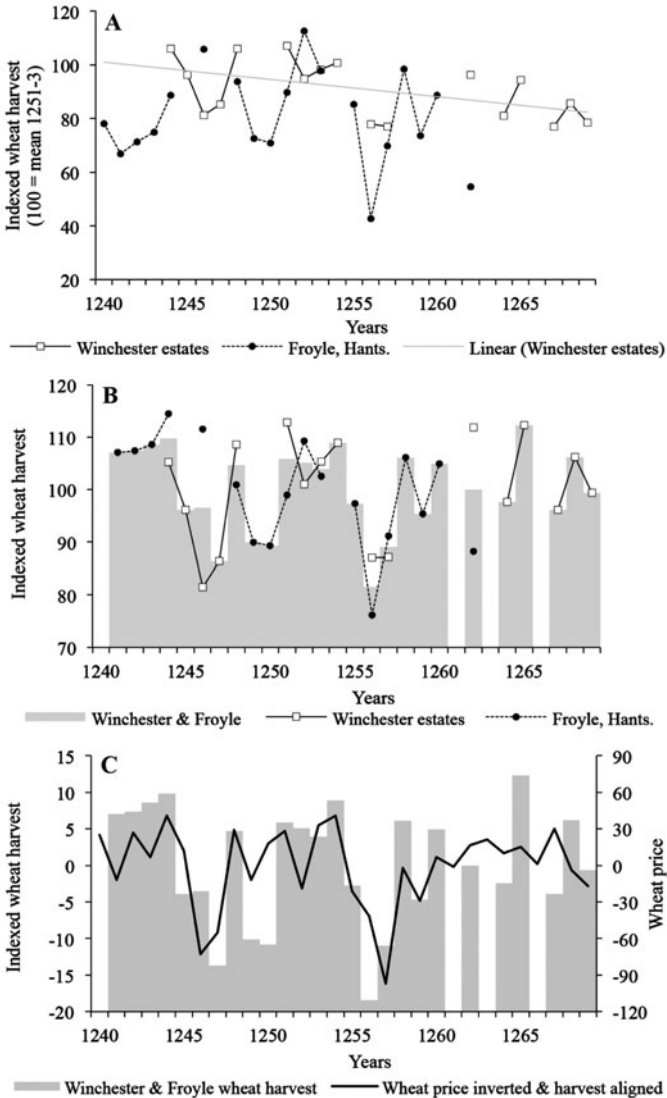 A
Indexed wheat harvest
(100 = mean 1251-3)
120
100
80
60
40
20
1240 1245 1250 1255 1260 1265
Years
Winchester estates Froyle, Hants. Linear (Winchester estates)
B
Indexed wheat harvest
120
110
100
90
80
70
1240 1245 1250 1255 1260 1265
Years
Winchester & Froyle Winchester estates Froyle, Hants.
C
Indexed wheat harvest
15
10
5
0
-5
-10
-15
-20
90
60
30
0
-30
-60
-90
-120
Wheat price
1240 1245 1250 1255 1260 1265
Years
Winchester & Froyle wheat harvest Wheat price inverted & harvest aligned